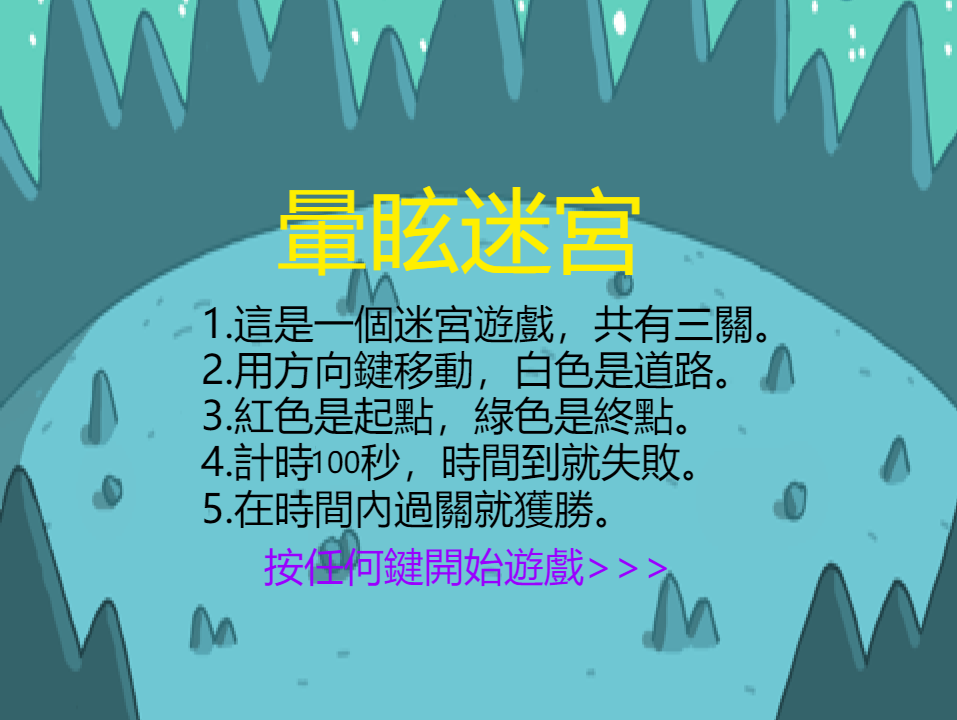 暈眩迷宮
1.這是一個迷宮遊戲，共有三關。
2.用方向鍵移動，白色是道路。
3.紅色是起點，綠色是終點。
4.計時100秒，時間到就失敗。
5.在時間內過關就獲勝。
按任何鍵開始遊戲>>>